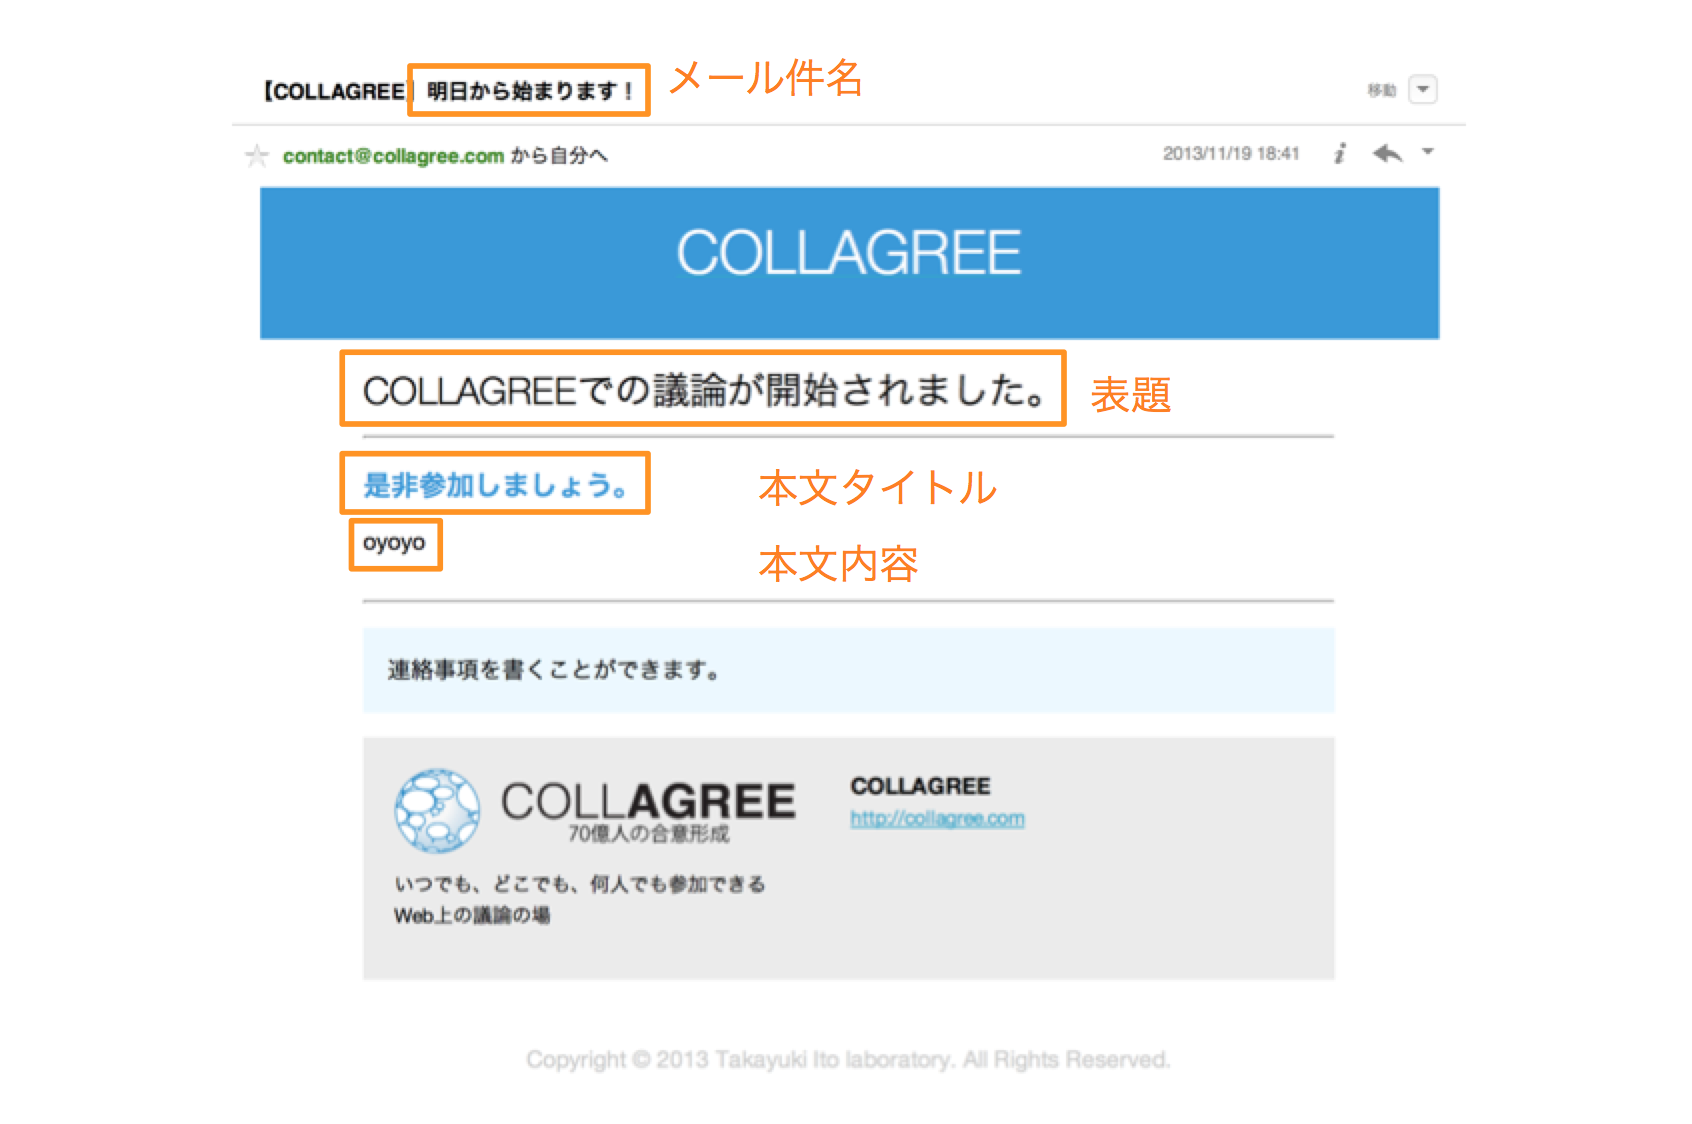 【COLLAGREE】明日から始まります！ メール件名 移動
contact@collagree.com から自分へ 2013/11/19 18:41
COLLAGREE
COLLAGREEでの議論が開始されました。 表題
是非参加しましょう。 本文タイトル
oyoyo 本文内容
連絡事項を書くことができます。
COLLAGREE
70億人の合意形成
COLLAGREE
http://collagree.com
いつでも、どこでも、何人でも参加できる
Web上の議論の場
Copyright © 2013 Takayuki Ito laboratory. All Rights Reserved.